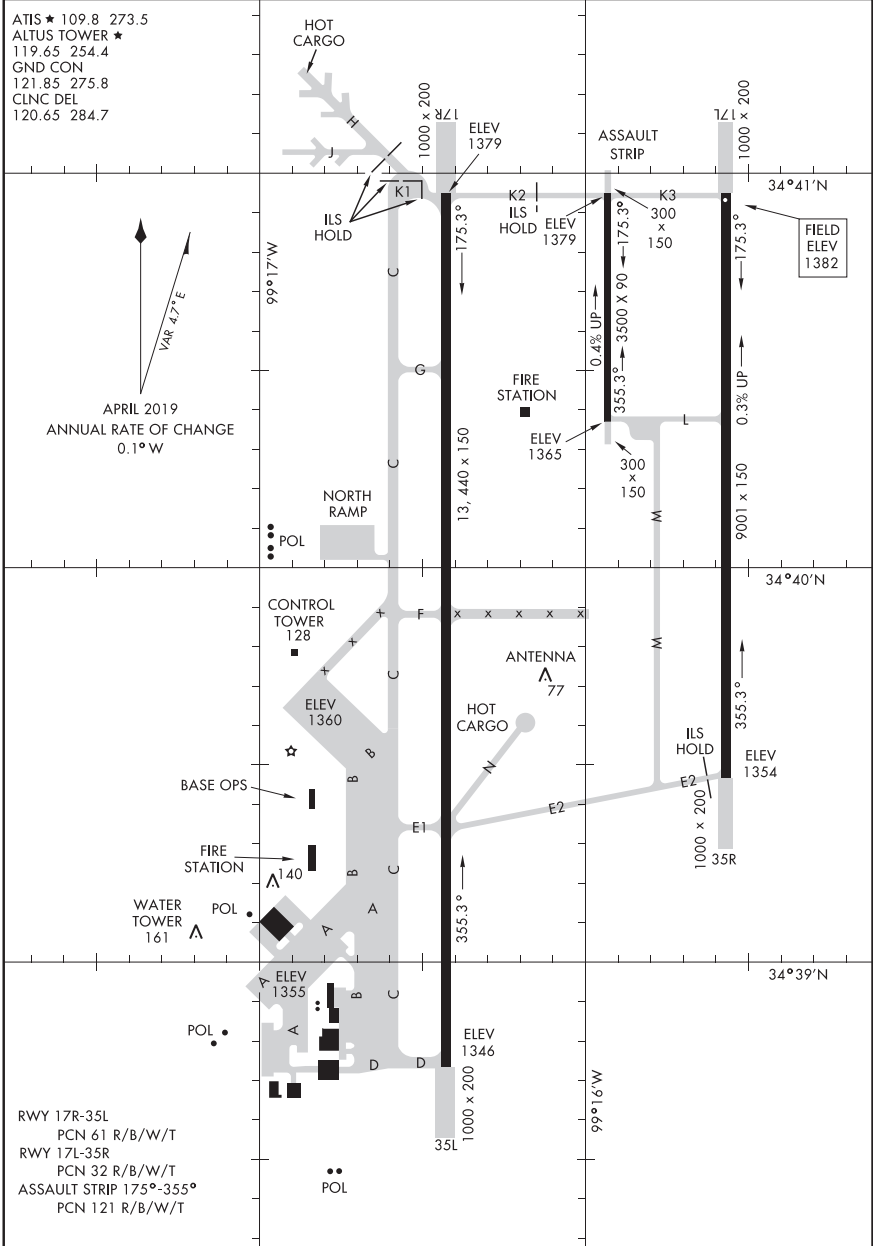 ATIS ★ 109.8 273.5
ALTUS TOWER ★
119.65 254.4
GND CON
121.85 275.8
CLNC DEL
120.65 284.7
HOT
CARGO
H
J
1000 x 200
17R
ELEV
1379
ASSAULT
STRIP
17L
1000 x 200
34°41'N
K1
K2
K3
ILS
HOLD
ILS
HOLD
ELEV
1379
300
x
150
FIELD
ELEV
1382
175.3°
175.3°
175.3°
99°17'W
VAR 4.7° E
C
0.4% UP
3500 X 90
355.3°
0.3% UP
G
FIRE
STATION
APRIL 2019
ANNUAL RATE OF CHANGE
0.1° W
L
ELEV
1365
300
x
150
C
13, 440 x 150
9001 x 150
NORTH
RAMP
POL
M
34°40'N
CONTROL
TOWER
128
x
x
x
F
x x x x x
M
ANTENNA
77
C
355.3°
ELEV
1360
HOT
CARGO
ILS
HOLD
ELEV
1354
B
B
N
BASE OPS
E2
E2
E1
1000 x 200
35R
FIRE
STATION
140
B
C
355.3°
WATER
TOWER
161
POL
A
A
34°39'N
ELEV
1355
A
B
C
A
POL
ELEV
1346
D
D
1000 x 200
35L
99°16'W
RWY 17R-35L
PCN 61 R/B/W/T
RWY 17L-35R
PCN 32 R/B/W/T
ASSAULT STRIP 175°-355°
PCN 121 R/B/W/T
POL